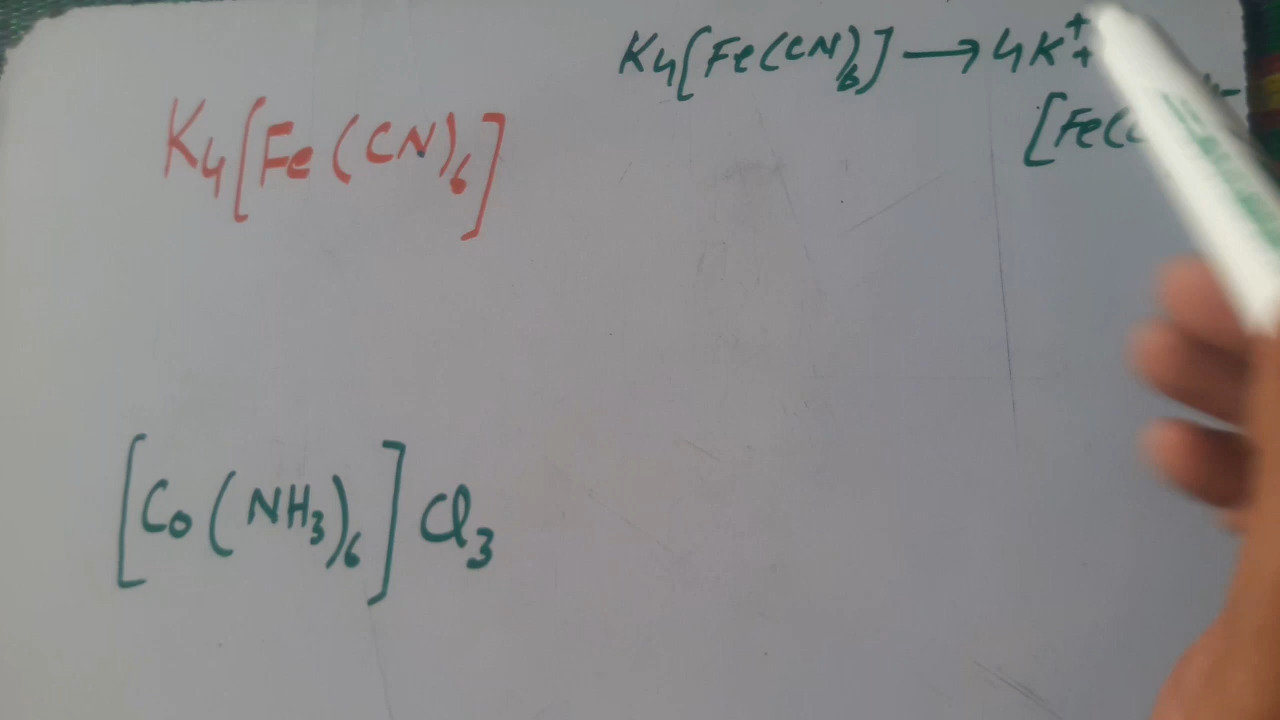 K4[Fe(CN)6] → 4K+ +
[Fe(C
K4[Fe(CN)6]
[Co(NH3)6]Cl3